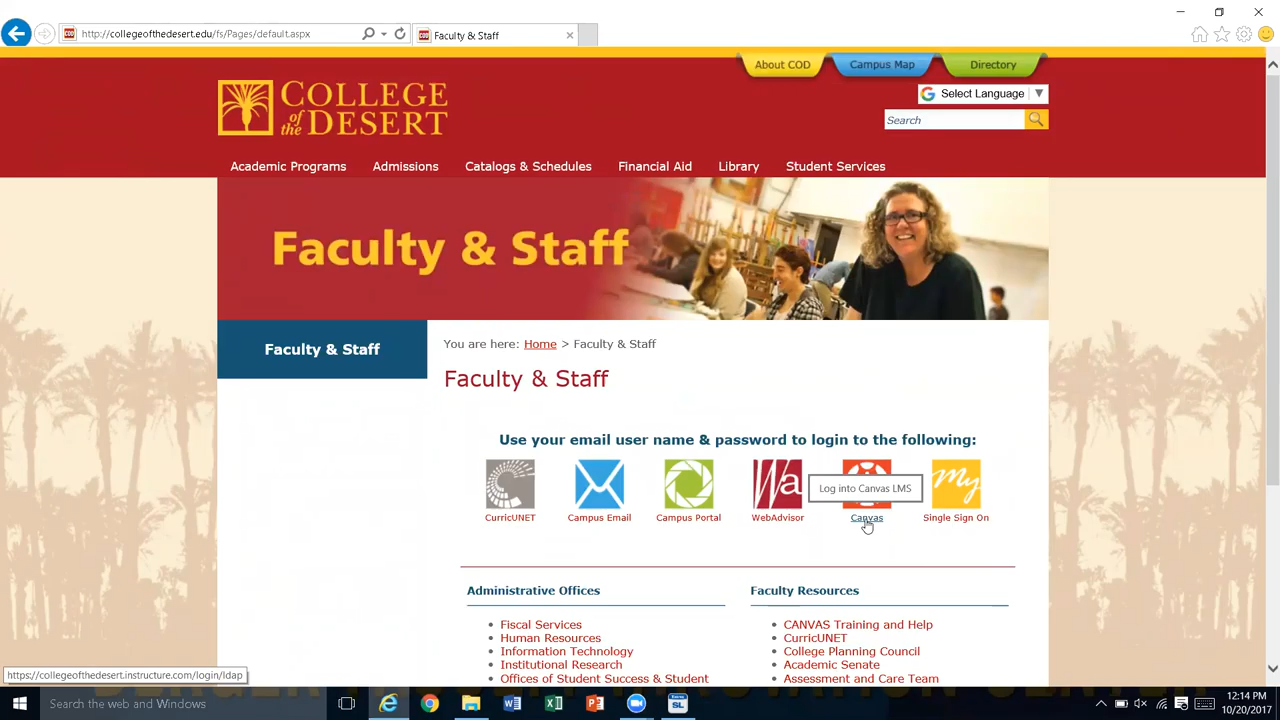 http://collegeofthedesert.edu/fs/Pages/default.aspx
Faculty & Staff
About COD
Campus Map
Directory
COLLEGE
of the DESERT
Select Language
Search
Academic Programs
Admissions
Catalogs & Schedules
Financial Aid
Library
Student Services
Faculty & Staff
Faculty & Staff
You are here: Home > Faculty & Staff
Faculty & Staff
Use your email user name & password to login to the following:
Log into Canvas LMS
CurricUNET
Campus Email
Campus Portal
WebAdvisor
Canvas
Single Sign On
Administrative Offices
Fiscal Services
Human Resources
Information Technology
Institutional Research
Offices of Student Success & Student
Faculty Resources
CANVAS Training and Help
CurricUNET
College Planning Council
Academic Senate
Assessment and Care Team
https://collegeofthedesert.instructure.com/login/ldap
Search the web and Windows
12:14 PM
10/20/2017